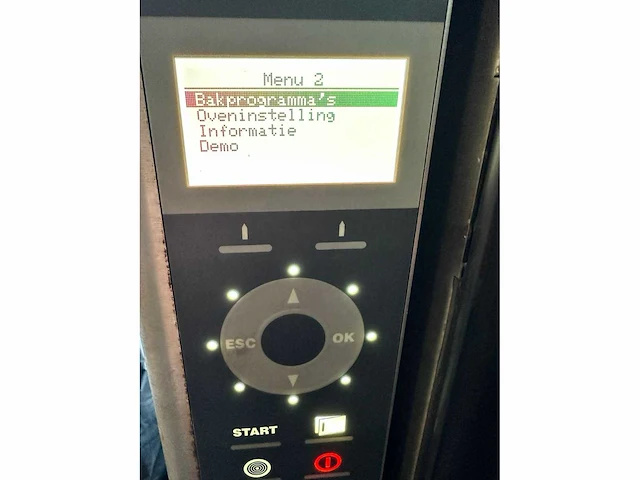 Menu 2
Bakprogramma's
Oveninstelling
Informatie
Demo
ESC
OK
START